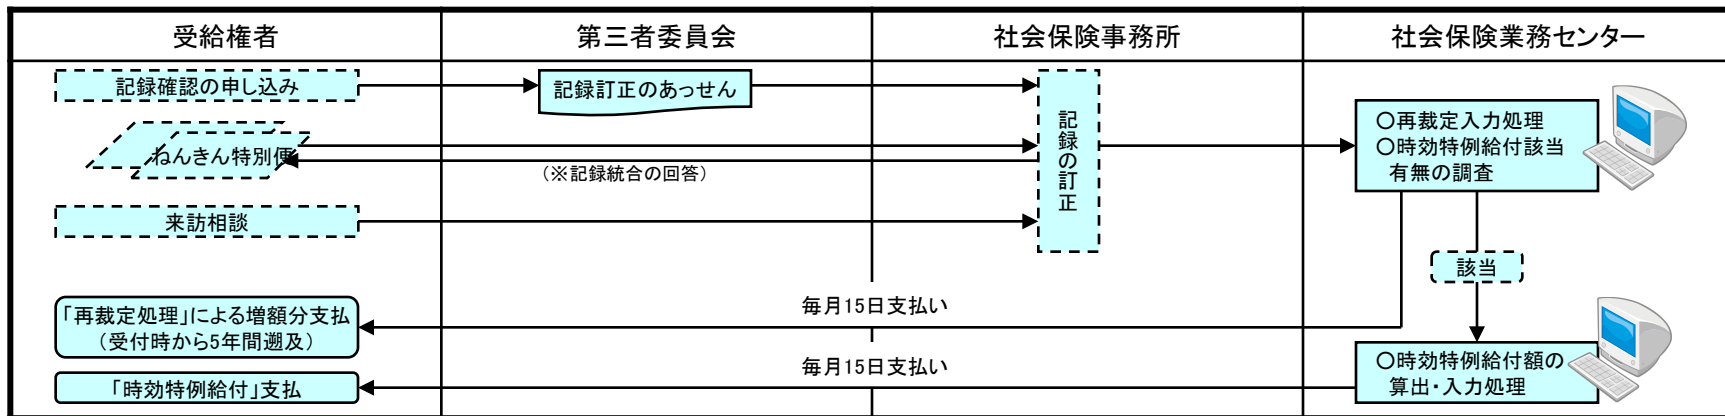 受給権者
第三者委員会
社会保険事務所
社会保険業務センター
記録確認の申し込み
記録訂正のあっせん
ねんきん特別便
(※記録統合の回答)
来訪相談
記録の訂正
○再裁定入力処理
○時効特例給付該当
有無の調査
該当
毎月15日支払い
「再裁定処理」による増額分支払
(受付時から5年間遡及)
毎月15日支払い
「時効特例給付」支払
○時効特例給付額の
算出・入力処理